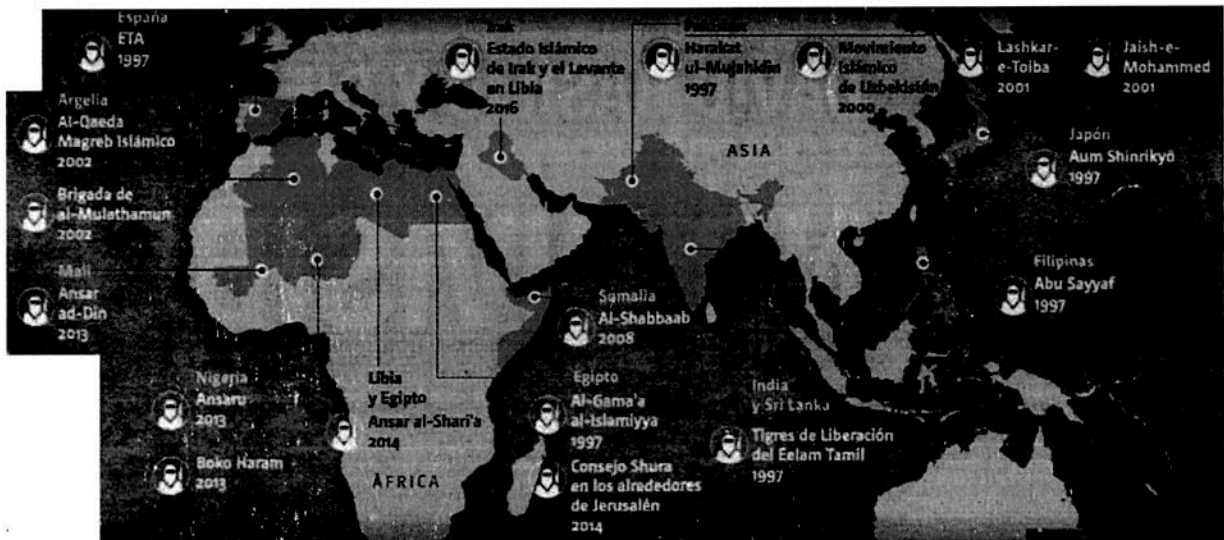 España
ETA
1997
Argelia
Al-Qaeda
Magreb Islámico
2002
Brigada de
al-Mulathamun
2002
Mali
Ansar
ad-Din
2013
Nigeria
Ansaru
2013
Boko Haram
2013
Irak
Estado Islámico
de Irak y el Levante
en Libia
2016
Harakat
ul-Mujahidin
1997
Movimiento
Islámico
de Uzbekistán
2000
Lashkar-
e-Toiba
2001
Jaish-e-
Mohammed
2001
ASIA
Japón
Aum Shinrikyō
1997
Filipinas
Abu Sayyaf
1997
Somalia
Al-Shabbaab
2008
Libia
y Egipto
Ansar al-Shari'a
2014
ÁFRICA
Egipto
Al-Gama'a
al-Islamiyya
1997
Consejo Shura
en los alrededores
de Jerusalén
2014
India
y Sri Lanka
Tigres de Liberación
del Eelam Tamil
1997